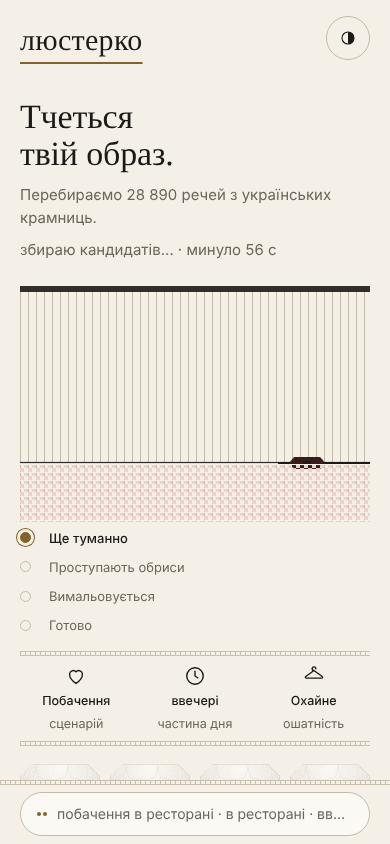 люстерко
Тчеться
твій образ.
Перебираємо 28 890 речей з українських
крамниць.
збираю кандидатів... · минуло 56 с
Ще туманно
Проступають обриси
Вимальовується
Готово
Побачення ввечері Охайне
сценарій частина дня ошатність
побачення в ресторані · в ресторані · вв...